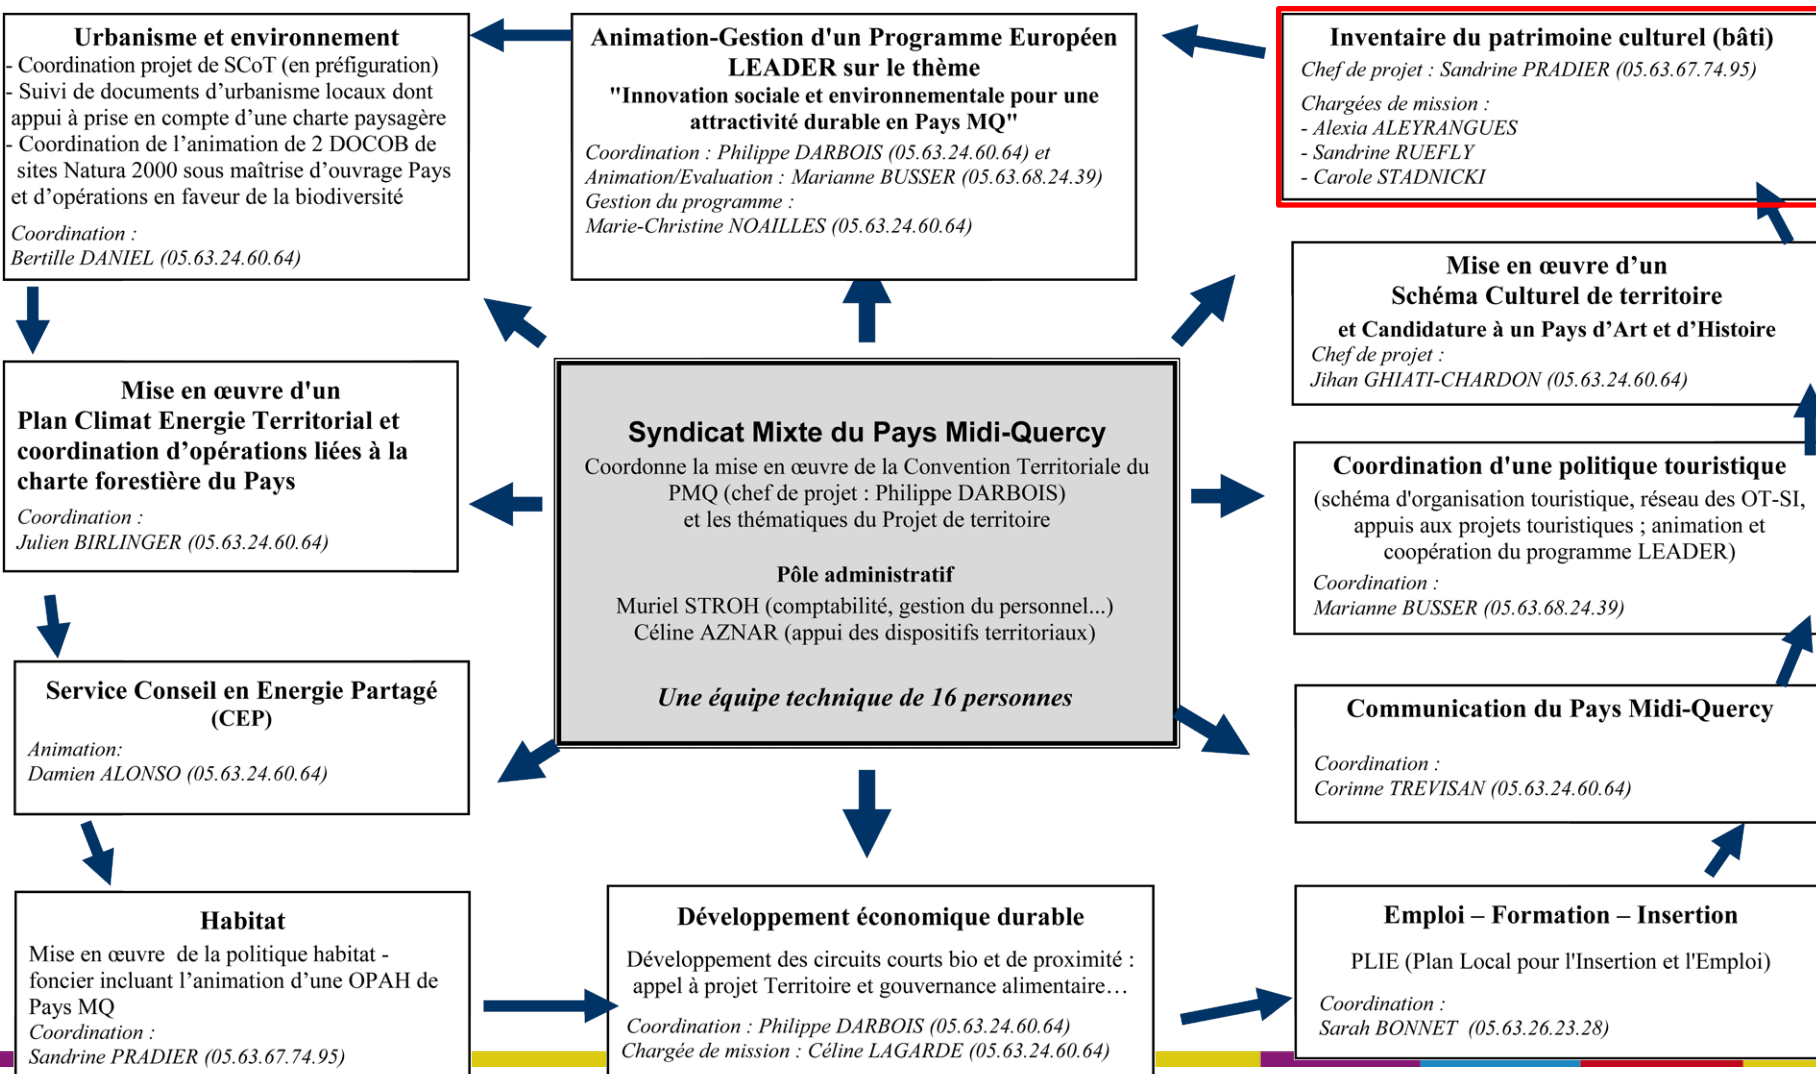 Urbanisme et environnement
- Coordination projet de SCoT (en préfiguration)
- Suivi de documents d'urbanisme locaux dont
appui à prise en compte d'une charte paysagère
- Coordination de l'animation de 2 DOCOB de
sites Natura 2000 sous maîtrise d'ouvrage Pays
et d'opérations en faveur de la biodiversité
Coordination :
Bertille DANIEL (05.63.24.60.64)
Animation-Gestion d'un Programme Européen
LEADER sur le thème
"Innovation sociale et environnementale pour une
attractivité durable en Pays MQ"
Coordination : Philippe DARBOIS (05.63.24.60.64) et
Animation/Evaluation : Marianne BUSSER (05.63.68.24.39)
Gestion du programme :
Marie-Christine NOAILLES (05.63.24.60.64)
Inventaire du patrimoine culturel (bâti)
Chef de projet : Sandrine PRADIER (05.63.67.74.95)
Chargées de mission :
- Alexia ALEYRANGUES
- Sandrine RUEFLY
- Carole STADNICKI
Mise en œuvre d'un
Schéma Culturel de territoire
et Candidature à un Pays d'Art et d'Histoire
Chef de projet :
Jihan GHIATI-CHARDON (05.63.24.60.64)
Mise en œuvre d'un
Plan Climat Energie Territorial et
coordination d'opérations liées à la
charte forestière du Pays
Coordination :
Julien BIRLINGER (05.63.24.60.64)
Syndicat Mixte du Pays Midi-Quercy
Coordonne la mise en œuvre de la Convention Territoriale du
PMQ (chef de projet : Philippe DARBOIS)
et les thématiques du Projet de territoire
Pôle administratif
Muriel STROH (comptabilité, gestion du personnel...)
Céline AZNAR (appui des dispositifs territoriaux)
Une équipe technique de 16 personnes
Coordination d'une politique touristique
(schéma d'organisation touristique, réseau des OT-SI,
appuis aux projets touristiques ; animation et
coopération du programme LEADER)
Coordination :
Marianne BUSSER (05.63.68.24.39)
Service Conseil en Energie Partagé
(CEP)
Animation:
Damien ALONSO (05.63.24.60.64)
Communication du Pays Midi-Quercy
Coordination :
Corinne TREVISAN (05.63.24.60.64)
Habitat
Mise en œuvre de la politique habitat -
foncier incluant l'animation d'une OPAH de
Pays MQ
Coordination :
Sandrine PRADIER (05.63.67.74.95)
Développement économique durable
Développement des circuits courts bio et de proximité :
appel à projet Territoire et gouvernance alimentaire…
Coordination : Philippe DARBOIS (05.63.24.60.64)
Chargée de mission : Céline LAGARDE (05.63.24.60.64)
Emploi – Formation – Insertion
PLIE (Plan Local pour l'Insertion et l'Emploi)
Coordination :
Sarah BONNET (05.63.26.23.28)